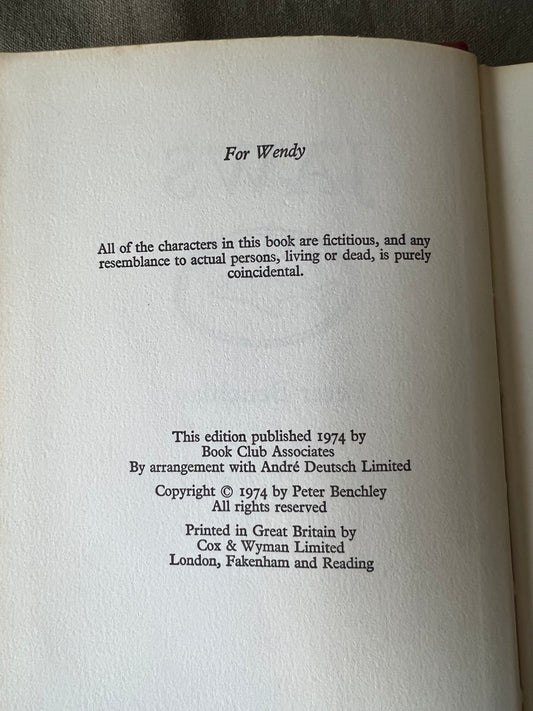 For Wendy
All of the characters in this book are fictitious, and any
resemblance to actual persons, living or dead, is purely
coincidental.
This edition published 1974 by
Book Club Associates
By arrangement with André Deutsch Limited
Copyright © 1974 by Peter Benchley
All rights reserved
Printed in Great Britain by
Cox & Wyman Limited
London, Fakenham and Reading